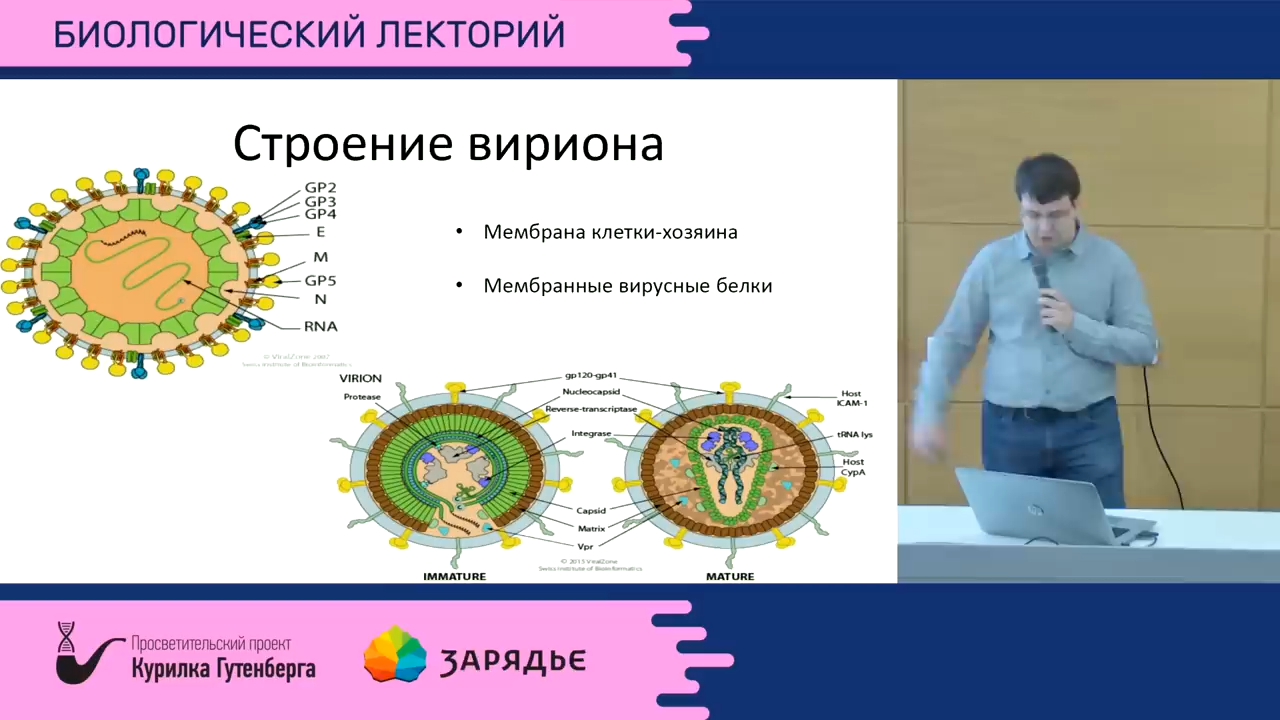 БИОЛОГИЧЕСКИЙ ЛЕКТОРИЙ
Строение вириона
GP2
GP3
GP4
E
M
GP5
N
RNA
© ViralZone 2007
Swiss Institute of Bioinformatics
• Мембрана клетки-хозяина
• Мембранные вирусные белки
VIRION
Protease
gp120-gp41
Nucleocapsid
Reverse-transcriptase
Integrase
Capsid
Matrix
Vpr
Host
ICAM-1
tRNA lys
Host
CypA
© 2015 ViralZone
Swiss Institute of Bioinformatics
IMMATURE
MATURE
hp
Просветительский проект
Курилка Гутенберга
ЗАРЯДЬЕ